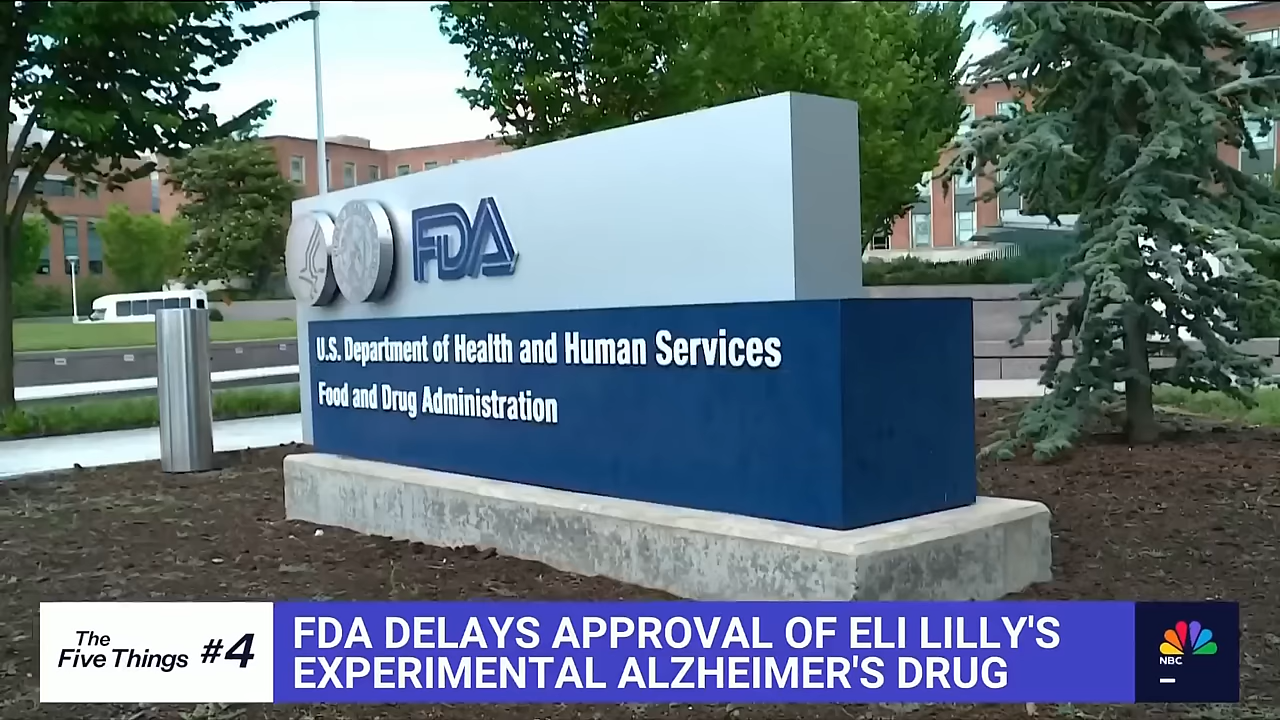 FDA
U.S. Department of Health and Human Services
Food and Drug Administration
The
Five Things #4
FDA DELAYS APPROVAL OF ELI LILLY'S
EXPERIMENTAL ALZHEIMER'S DRUG
NBC